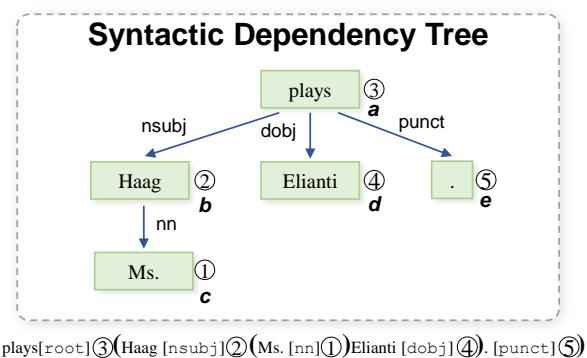 Syntactic Dependency Tree
plays ③
a
nsubj dobj punct
Haag ② Elianti ④ . ⑤
b d e
nn
Ms. ①
c
plays[root]③(Haag [nsubj]②(Ms. [nn]①)Elianti [dobj]④). [punct]⑤)